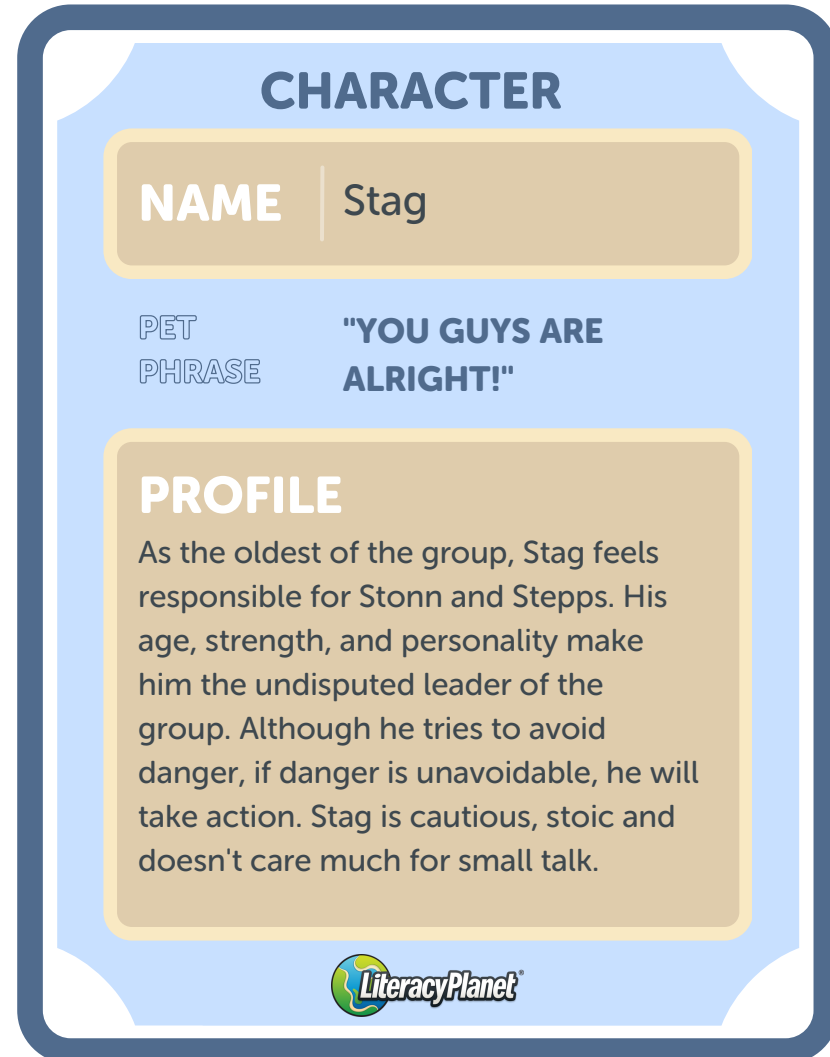 CHARACTER
NAME
Stag
PET
PHRASE
"YOU GUYS ARE
ALRIGHT!"
PROFILE
As the oldest of the group, Stag feels
responsible for Stonn and Stepps. His
age, strength, and personality make
him the undisputed leader of the
group. Although he tries to avoid
danger, if danger is unavoidable, he will
take action. Stag is cautious, stoic and
doesn't care much for small talk.
LiteracyPlanet®